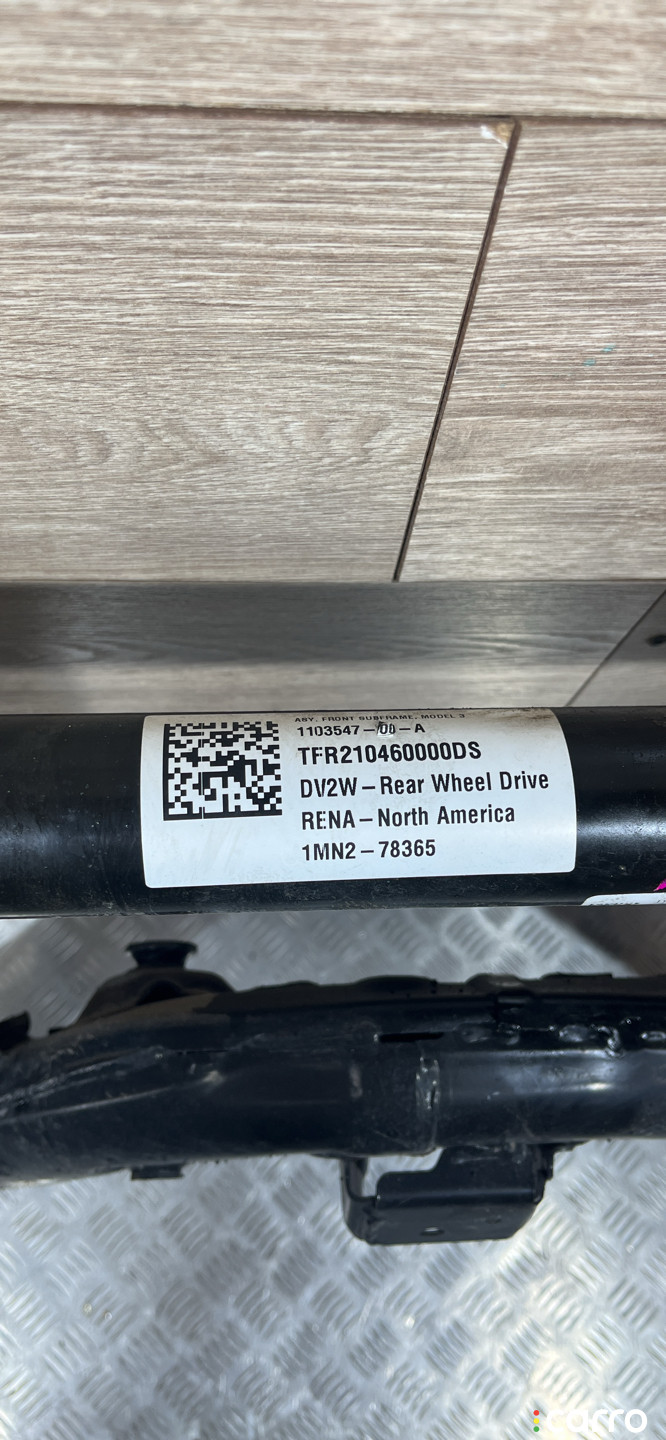 ASY, FRONT SUBFRAME, MODEL 3
1103547-00-A
TFR210460000DS
DV2W-Rear Wheel Drive
RENA-North America
1MN2-78365
carro